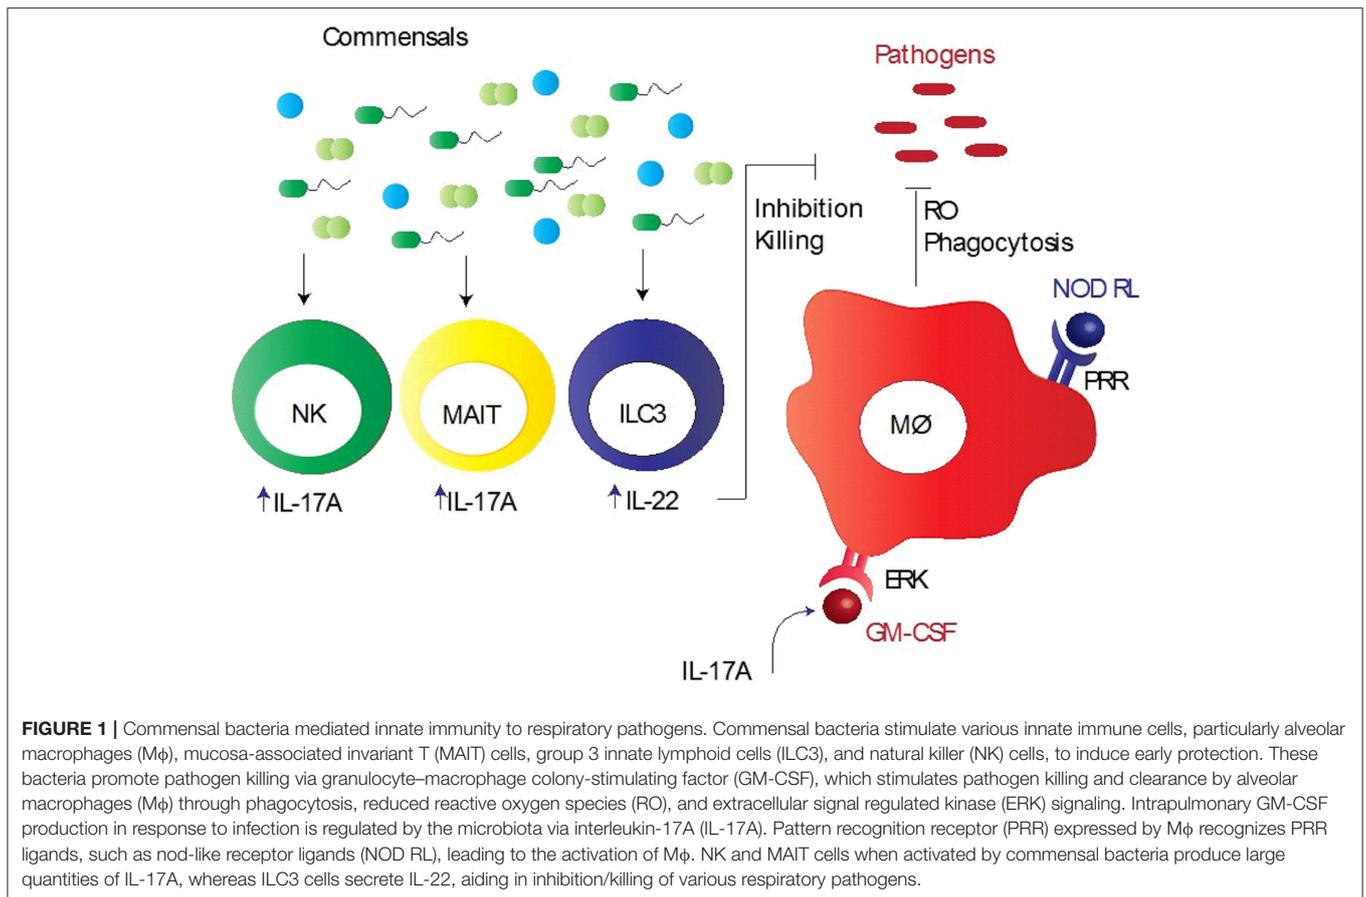 Commensals
Pathogens
Inhibition
Killing
RO
Phagocytosis
NOD RL
PRR
NK
MAIT
ILC3
MØ
IL-17A
IL-17A
IL-22
ERK
GM-CSF
IL-17A
FIGURE 1 | Commensal bacteria mediated innate immunity to respiratory pathogens. Commensal bacteria stimulate various innate immune cells, particularly alveolar
macrophages (Mϕ), mucosa-associated invariant T (MAIT) cells, group 3 innate lymphoid cells (ILC3), and natural killer (NK) cells, to induce early protection. These
bacteria promote pathogen killing via granulocyte–macrophage colony-stimulating factor (GM-CSF), which stimulates pathogen killing and clearance by alveolar
macrophages (Mϕ) through phagocytosis, reduced reactive oxygen species (RO), and extracellular signal regulated kinase (ERK) signaling. Intrapulmonary GM-CSF
production in response to infection is regulated by the microbiota via interleukin-17A (IL-17A). Pattern recognition receptor (PRR) expressed by Mϕ recognizes PRR
ligands, such as nod-like receptor ligands (NOD RL), leading to the activation of Mϕ. NK and MAIT cells when activated by commensal bacteria produce large
quantities of IL-17A, whereas ILC3 cells secrete IL-22, aiding in inhibition/killing of various respiratory pathogens.